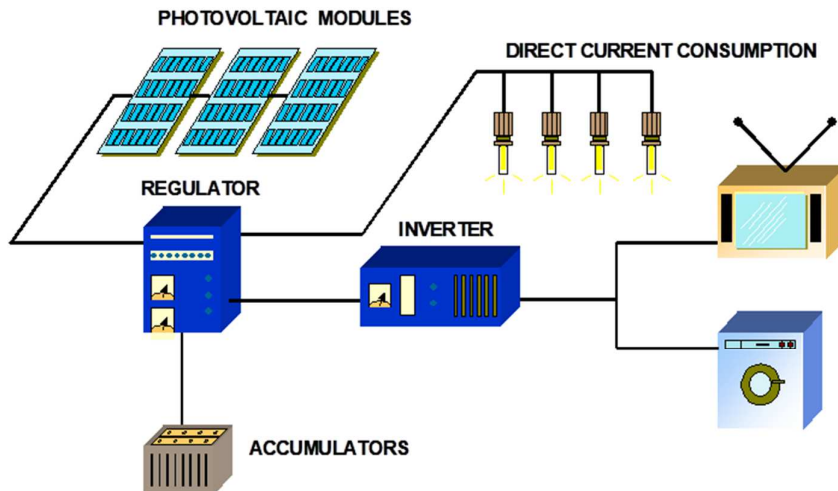 PHOTOVOLTAIC MODULES
DIRECT CURRENT CONSUMPTION
REGULATOR
INVERTER
ACCUMULATORS